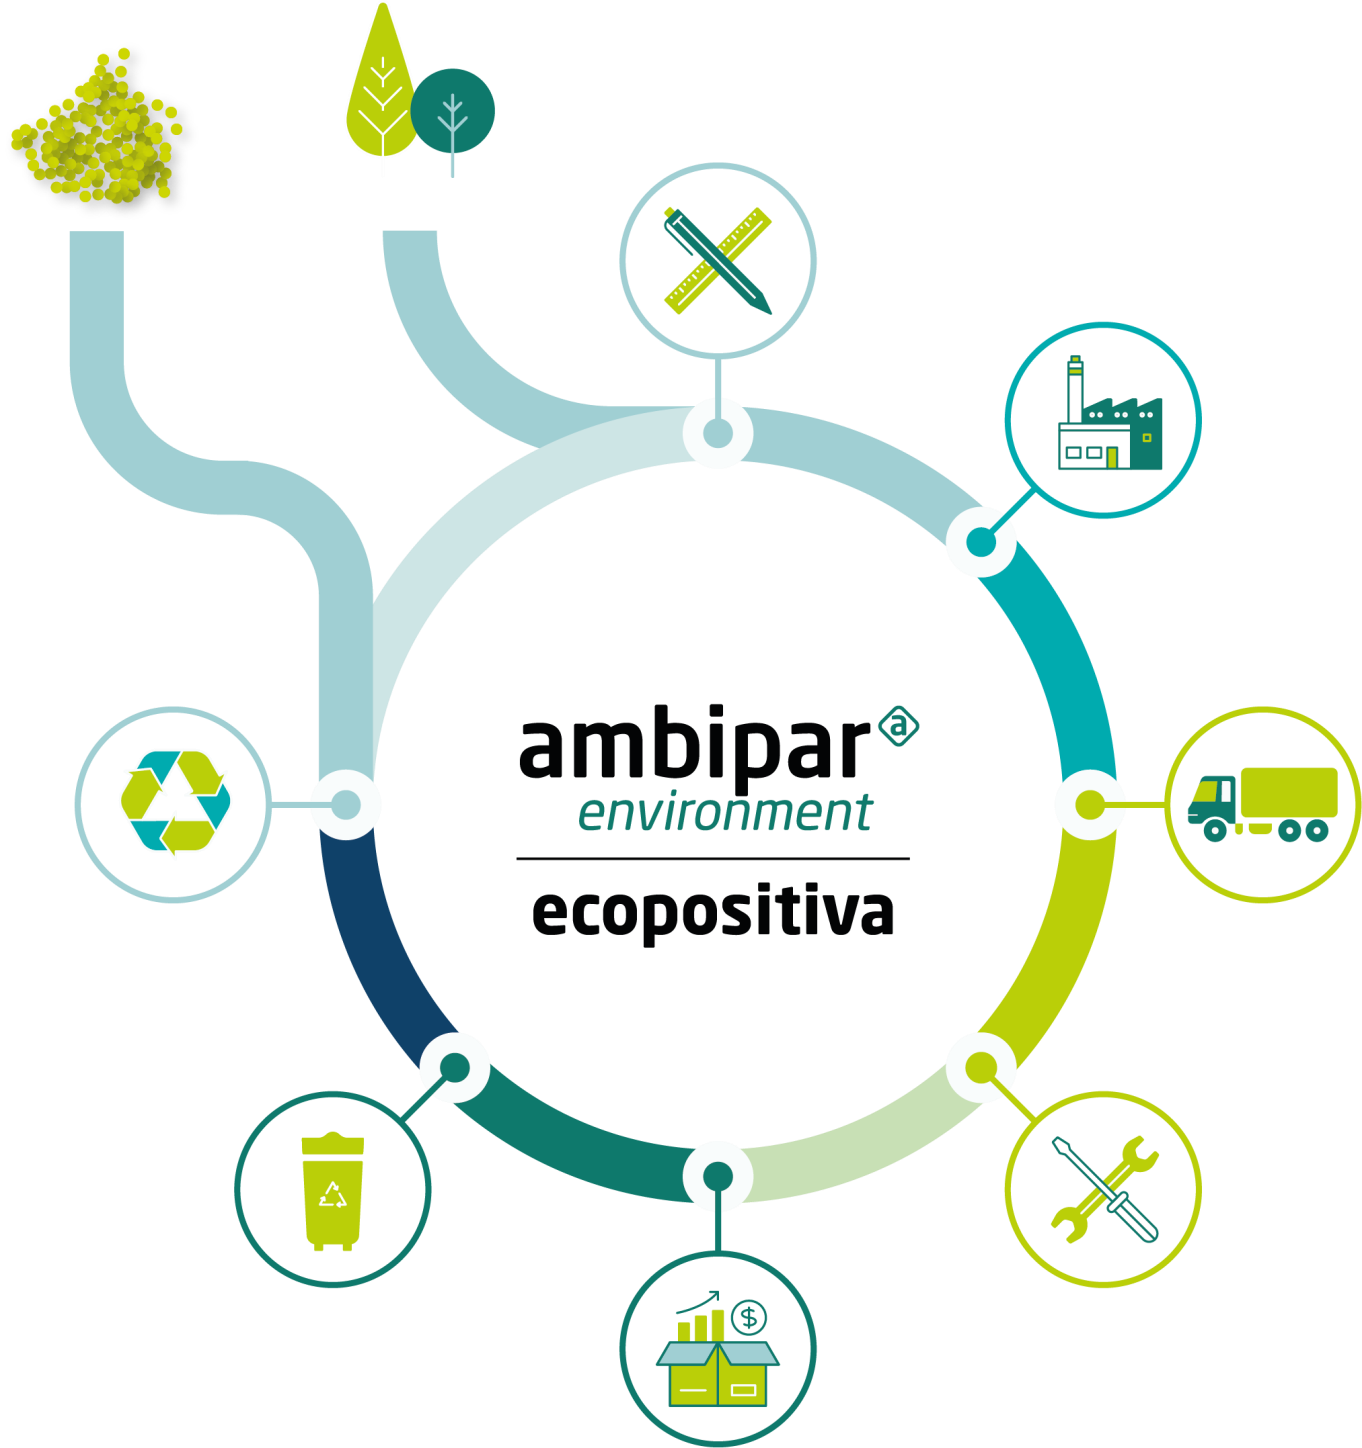 ambipar a
environment
ecopositiva
$